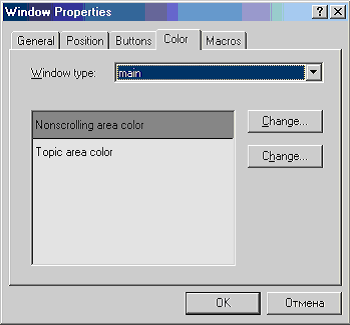 Window Properties
General Position Buttons Color Macros
Window type: main
Nonscrolling area color
Change...
Topic area color
Change...
OK Отмена